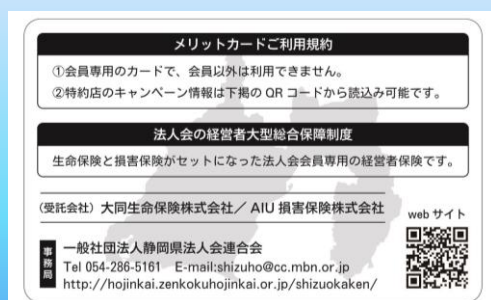 メリットカードご利用規約
①会員専用のカードで、会員以外は利用できません。
②特約店のキャンペーン情報は下掲の QR コードから読込み可能です。
法人会の経営者大型総合保障制度
生命保険と損害保険がセットになった法人会会員専用の経営者保険です。
(受託会社) 大同生命保険株式会社／ AIU 損害保険株式会社
web サイト
事務局
一般社団法人静岡県法人会連合会
Tel 054-286-5161 E-mail:shizuho@cc.mbn.or.jp
http://hojinkai.zenkokuhojinkai.or.jp/shizuokaken/